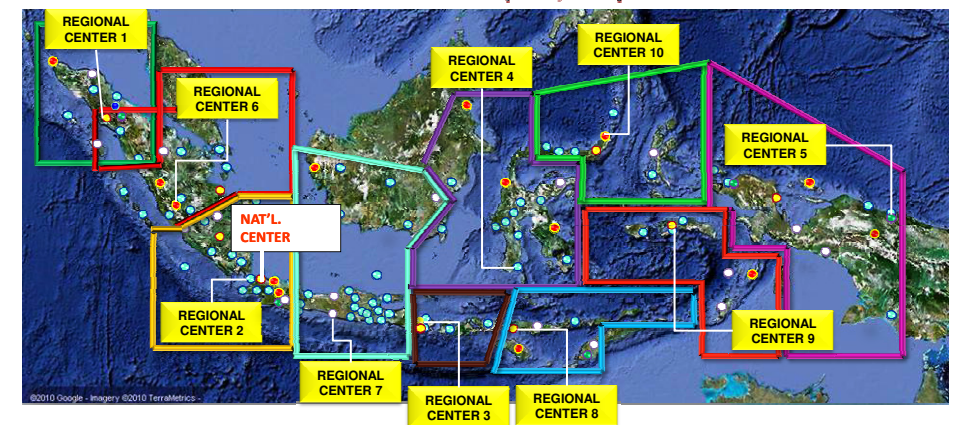 REGIONAL
CENTER 1
REGIONAL
CENTER 10
REGIONAL
CENTER 4
REGIONAL
CENTER 6
REGIONAL
CENTER 5
NAT'L.
CENTER
REGIONAL
CENTER 2
REGIONAL
CENTER 9
REGIONAL
CENTER 7
REGIONAL
CENTER 3
REGIONAL
CENTER 8
©2010 Google - Imagery ©2010 TerraMetrics -